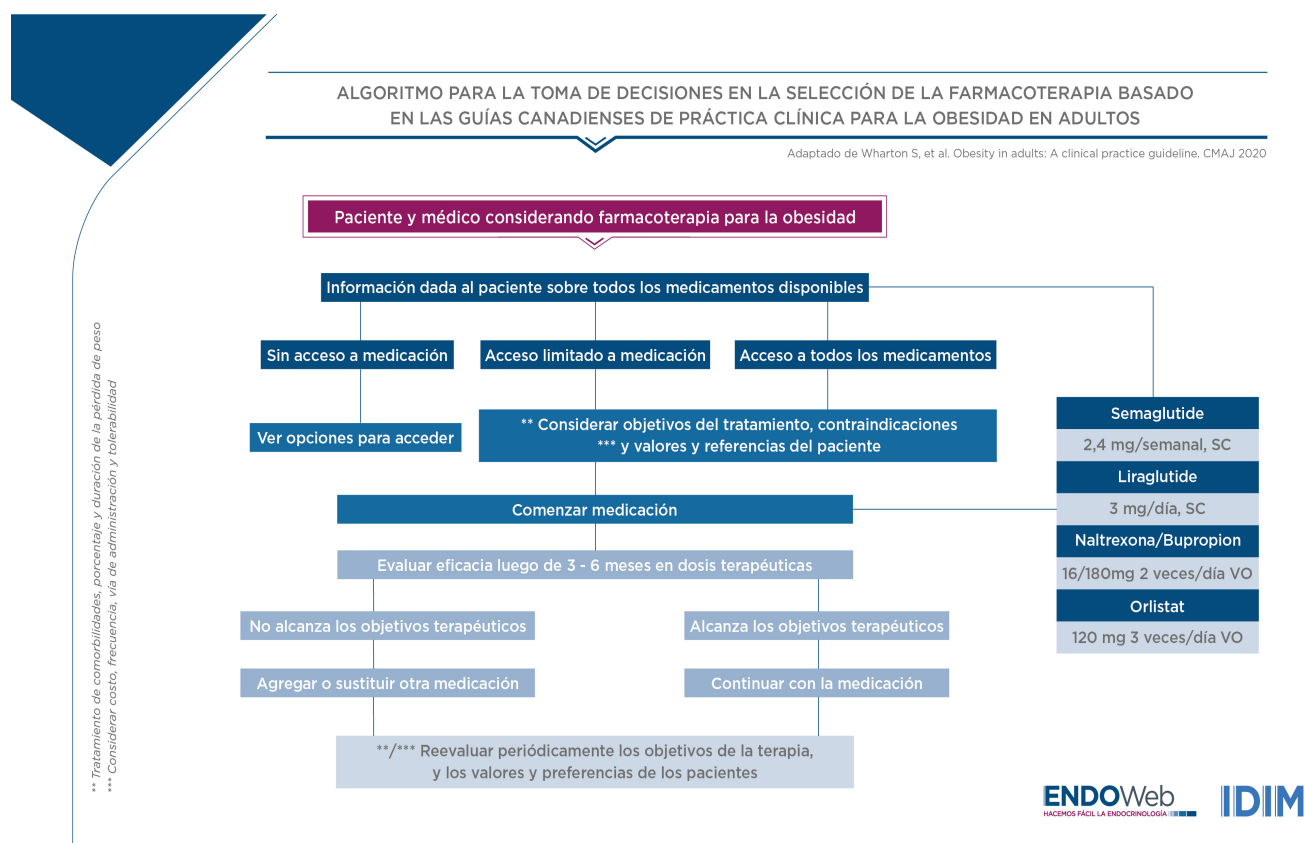 ALGORITMO PARA LA TOMA DE DECISIONES EN LA SELECCIÓN DE LA FARMACOTERAPIA BASADO
EN LAS GUÍAS CANADIENSES DE PRÁCTICA CLÍNICA PARA LA OBESIDAD EN ADULTOS
Adaptado de Wharton S, et al. Obesity in adults: A clinical practice guideline. CMAJ 2020
Paciente y médico considerando farmacoterapia para la obesidad
Información dada al paciente sobre todos los medicamentos disponibles
Sin acceso a medicación
Acceso limitado a medicación
Acceso a todos los medicamentos
Ver opciones para acceder
** Considerar objetivos del tratamiento, contraindicaciones
*** y valores y referencias del paciente
Comenzar medicación
Evaluar eficacia luego de 3 - 6 meses en dosis terapéuticas
No alcanza los objetivos terapéuticos
Alcanza los objetivos terapéuticos
Agregar o sustituir otra medicación
Continuar con la medicación
**/*** Reevaluar periódicamente los objetivos de la terapia,
y los valores y preferencias de los pacientes
Semaglutide
2,4 mg/semanal, SC
Liraglutide
3 mg/día, SC
Naltrexona/Bupropion
16/180mg 2 veces/día VO
Orlistat
120 mg 3 veces/día VO
** Tratamiento de comorbilidades, porcentaje y duración de la pérdida de peso
*** Considerar costo, frecuencia, vía de administración y tolerabilidad
ENDOWeb
HACEMOS FÁCIL LA ENDOCRINOLOGÍA
IDIM